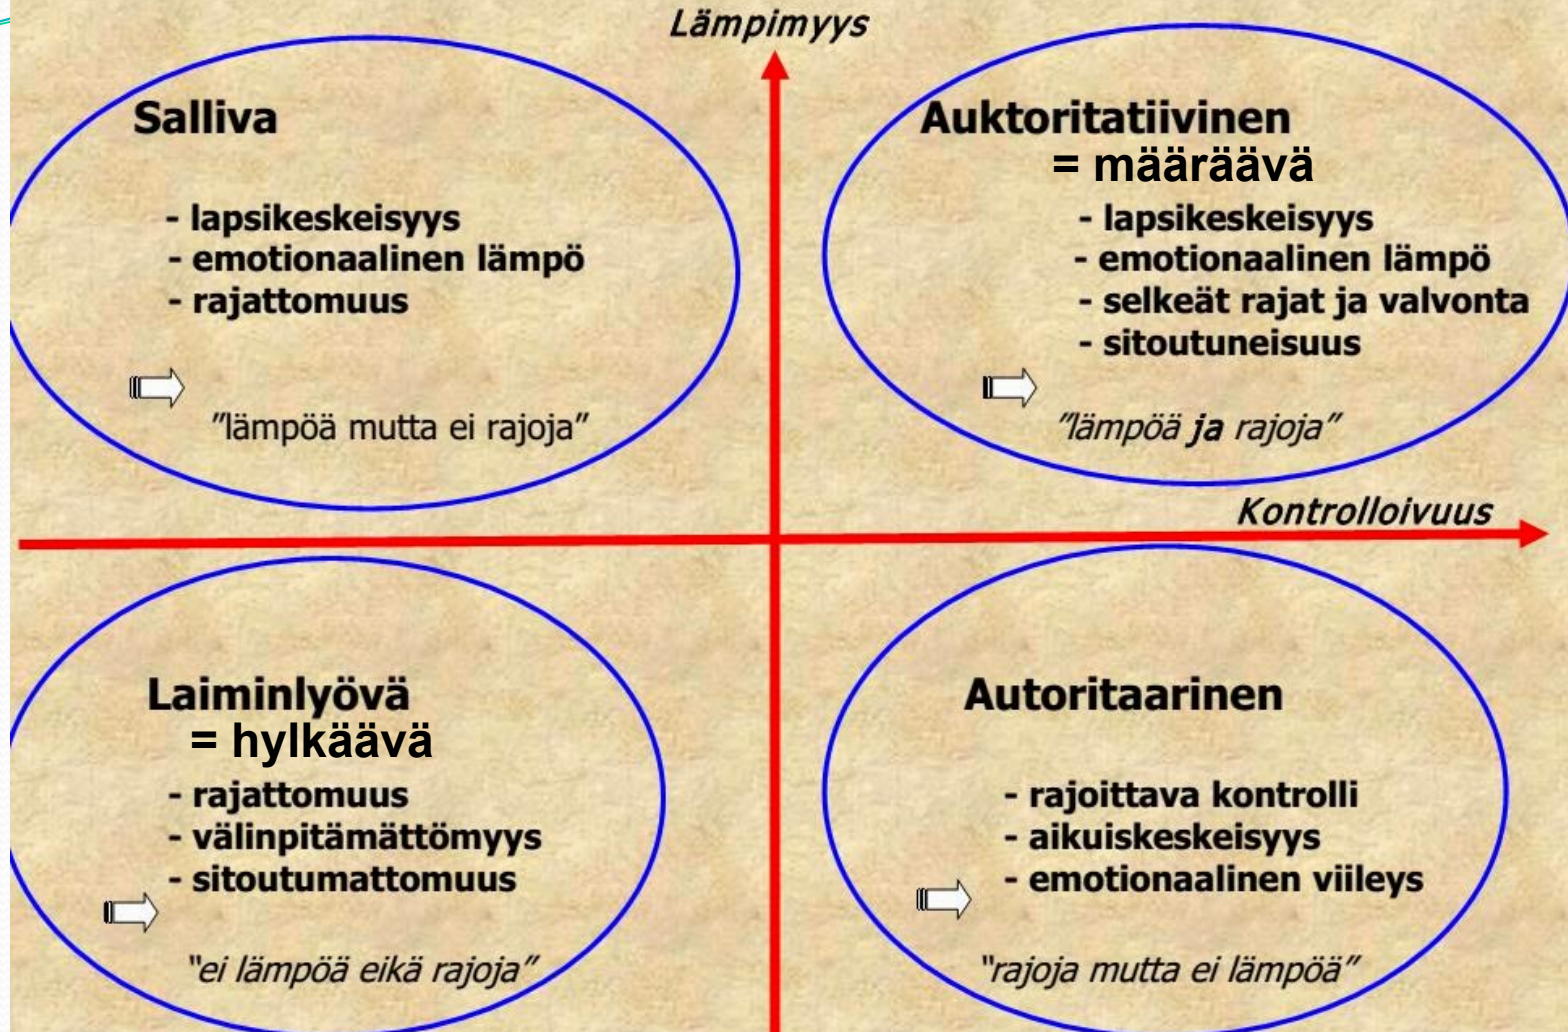 Lämpimyys
Salliva
- lapsikeskeisyys
- emotionaalinen lämpö
- rajattomuus
"lämpöä mutta ei rajoja"
Auktoritatiivinen
= määräävä
- lapsikeskeisyys
- emotionaalinen lämpö
- selkeät rajat ja valvonta
- sitoutuneisuus
"lämpöä ja rajoja"
Kontrolloivuus
Laiminlyövä
= hylkäävä
- rajattomuus
- välinpitämättömyys
- sitoutumattomuus
"ei lämpöä eikä rajoja"
Autoritaarinen
- rajoittava kontrolli
- aikuiskeskeisyys
- emotionaalinen viileys
"rajoja mutta ei lämpöä"